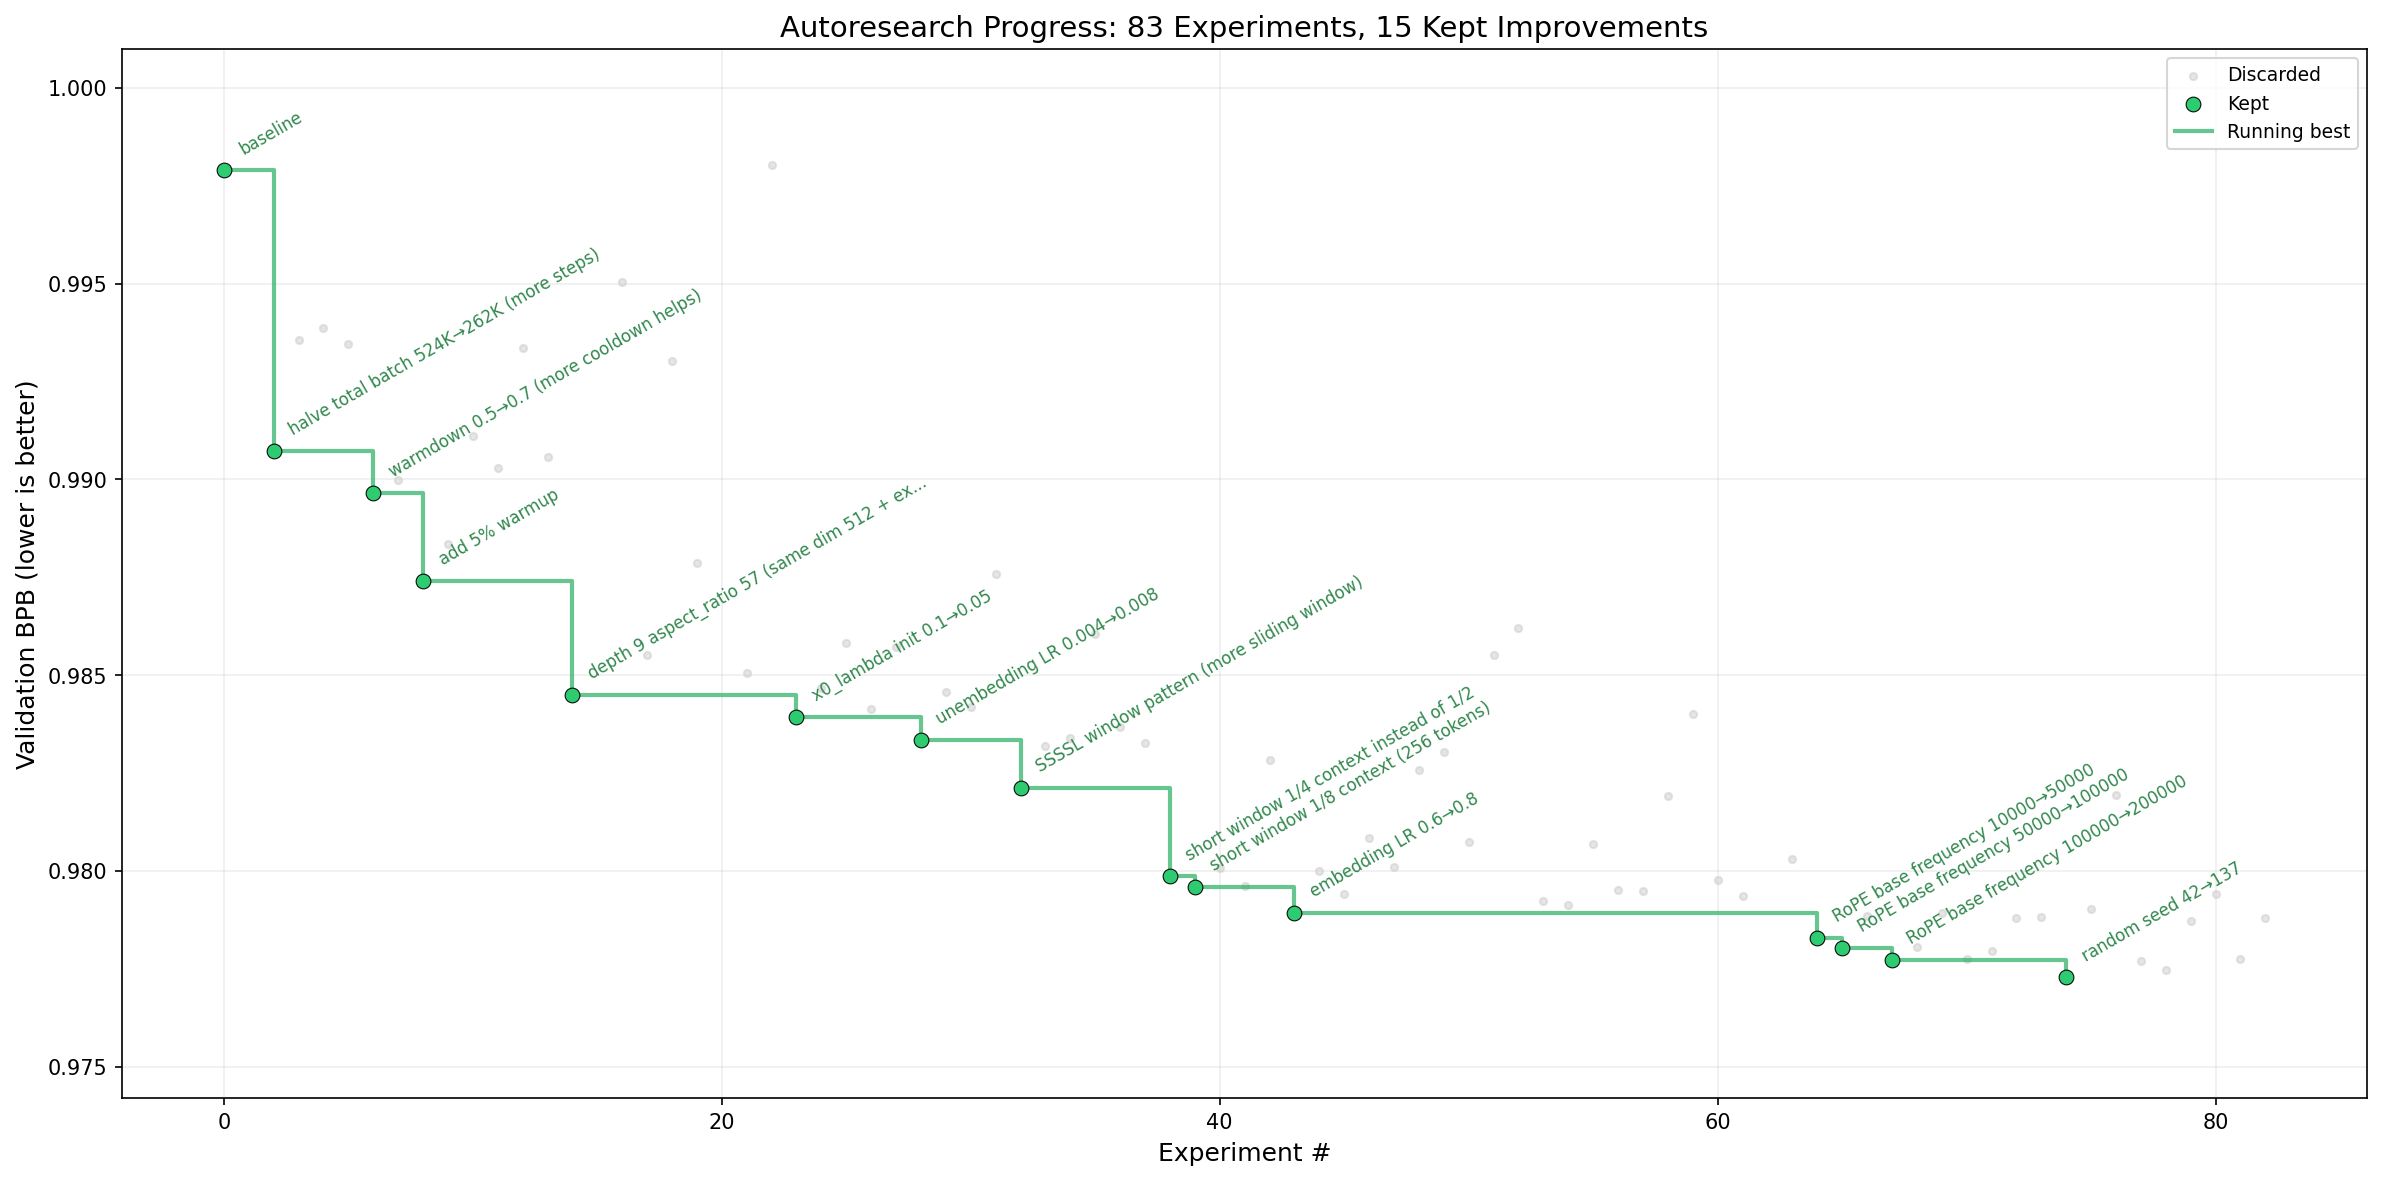 Autoresearch Progress: 83 Experiments, 15 Kept Improvements
Validation BPB (lower is better)
1.000
0.995
0.990
0.985
0.980
0.975
Discarded
Kept
Running best
baseline
halve total batch 524K→262K (more steps)
warmdown 0.5→0.7 (more cooldown helps)
add 5% warmup
depth 9 aspect_ratio 57 (same dim 512 + ex...
x0_lambda init 0.1→0.05
unembedding LR 0.004→0.008
SSSSL window pattern (more sliding window)
short window 1/4 context instead of 1/2
short window 1/8 context (256 tokens)
embedding LR 0.6→0.8
RoPE base frequency 10000→50000
RoPE base frequency 50000→100000
RoPE base frequency 100000→200000
random seed 42→137
0
20
40
60
80
Experiment #